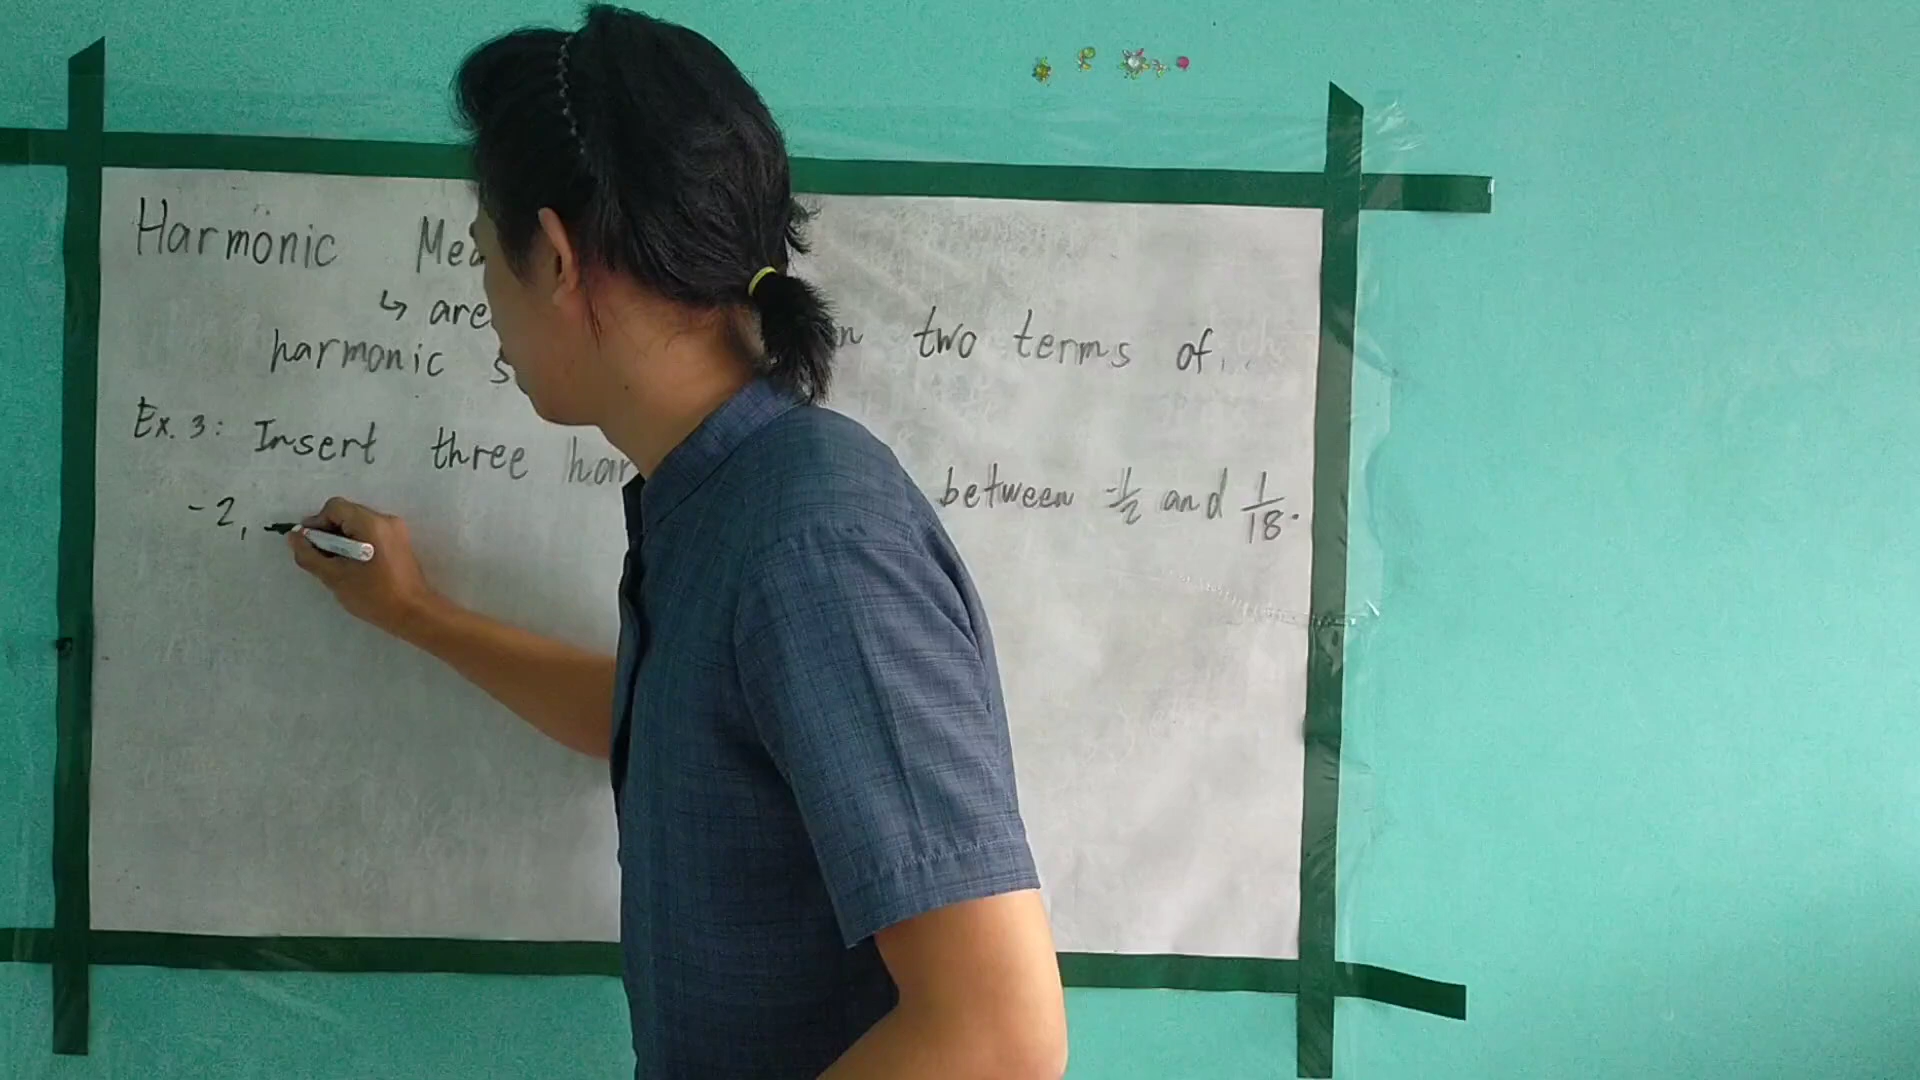 Harmonic Mea
↳ are n two terms of...
harmonic s
Ex. 3: Insert three har between -1/2 and 1/18.
-2,